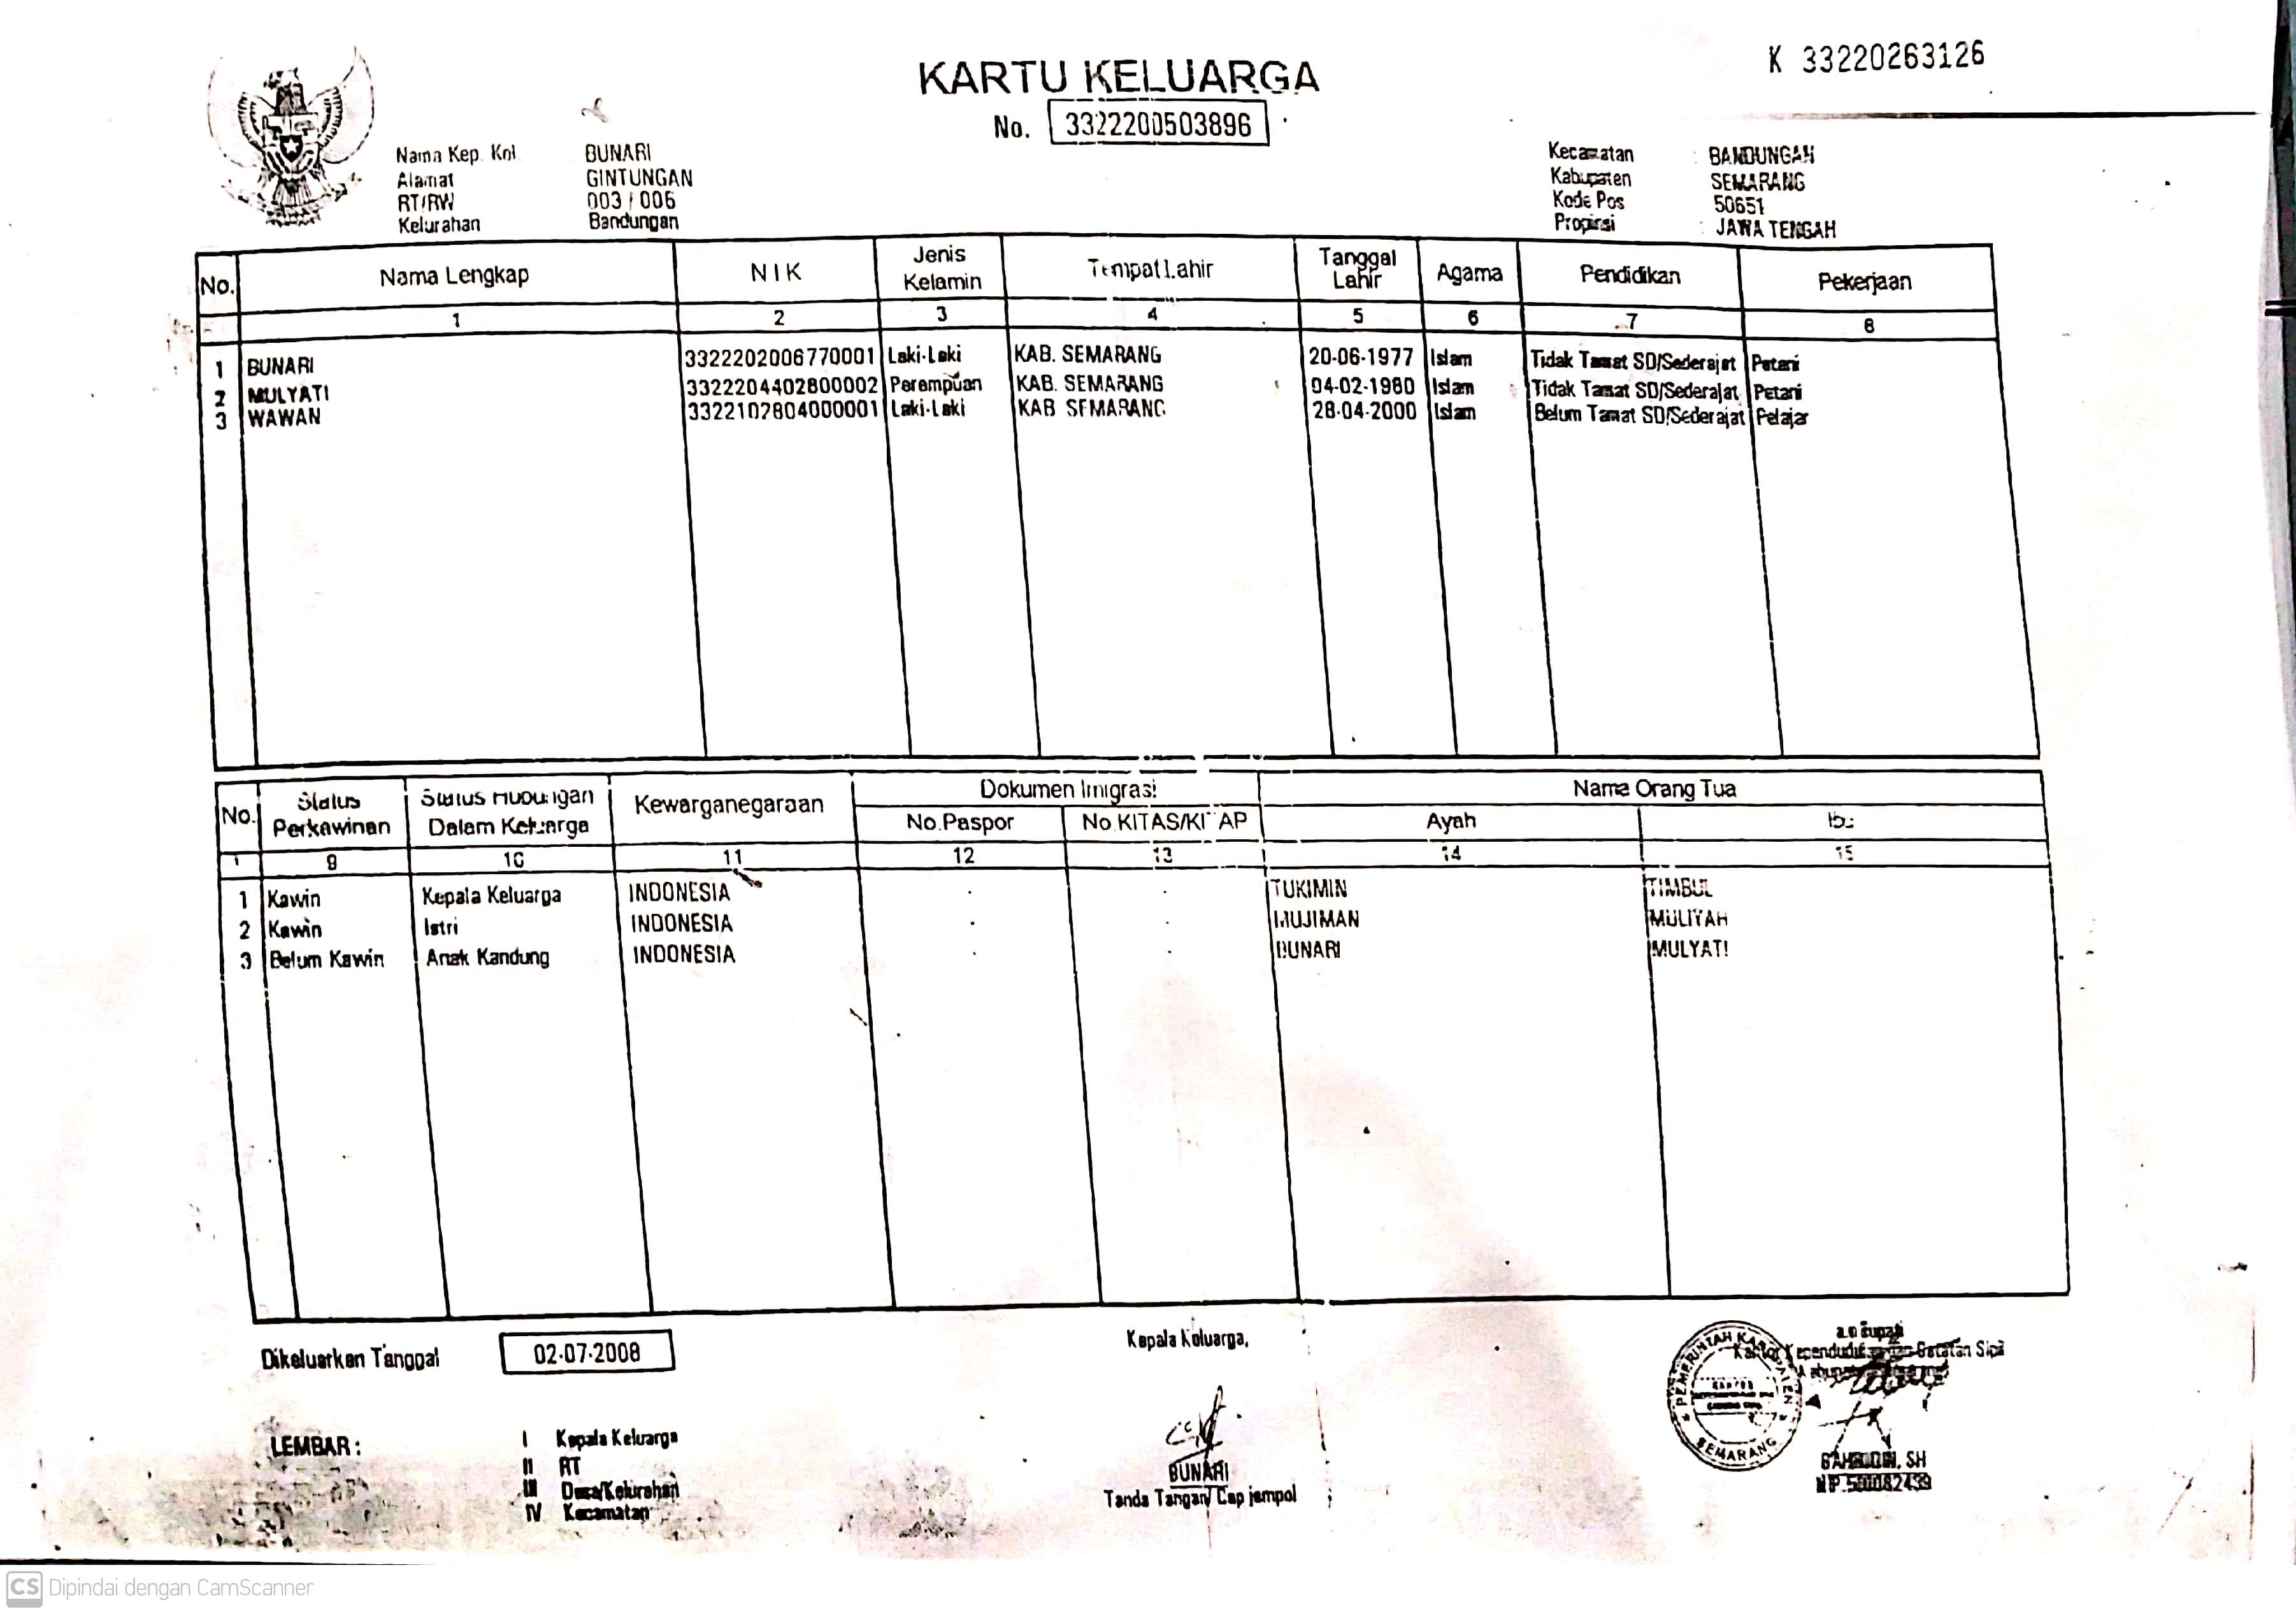 K 33220263126
KARTU KELUARGA
No. 3322200503896
Nama Kep. Kel. BUNARI
Alamat GINTUNGAN
RT/RW 003 / 006
Kelurahan Bandungan
Kecamatan : BANDUNGAN
Kabupaten SEMARANG
Kode Pos 50651
Propinsi : JAWA TENGAH
No. Nama Lengkap NIK Jenis Kelamin Tempat Lahir Tanggal Lahir Agama Pendidikan Pekerjaan
1 2 3 4 5 6 7 8
1 BUNARI 3322202006770001 Laki-Laki KAB. SEMARANG 20-06-1977 Islam Tidak Tamat SD/Sederajat Petani
2 MULYATI 3322204402800002 Perempuan KAB. SEMARANG 04-02-1980 Islam Tidak Tamat SD/Sederajat Petani
3 WAWAN 3322102804000001 Laki-Laki KAB SEMARANG 28-04-2000 Islam Belum Tamat SD/Sederajat Pelajar
No. Status Perkawinan Status Hubungan Dalam Keluarga Kewarganegaraan Dokumen Imigrasi Nama Orang Tua
No.Paspor No.KITAS/KITAP Ayah Ibu
9 10 11 12 13 14 15
1 Kawin Kepala Keluarga INDONESIA - - TUKIMIN TIMBUL
2 Kawin Istri INDONESIA - - MUJIMAN MULIYAH
3 Belum Kawin Anak Kandung INDONESIA - - BUNARI MULYATI
Dikeluarkan Tanggal 02-07-2008
Kepala Keluarga,
a.n Bupati
Kantor Kependudukan dan Catatan Sipil
PEMERINTAH KABUPATEN
SEMARANG
LEMBAR : I Kepala Keluarga
II RT
III Desa/Kelurahan
IV Kecamatan
BUNARI
Tanda Tangan/ Cap jempol
SH
NIP.500082439
CS Dipindai dengan CamScanner